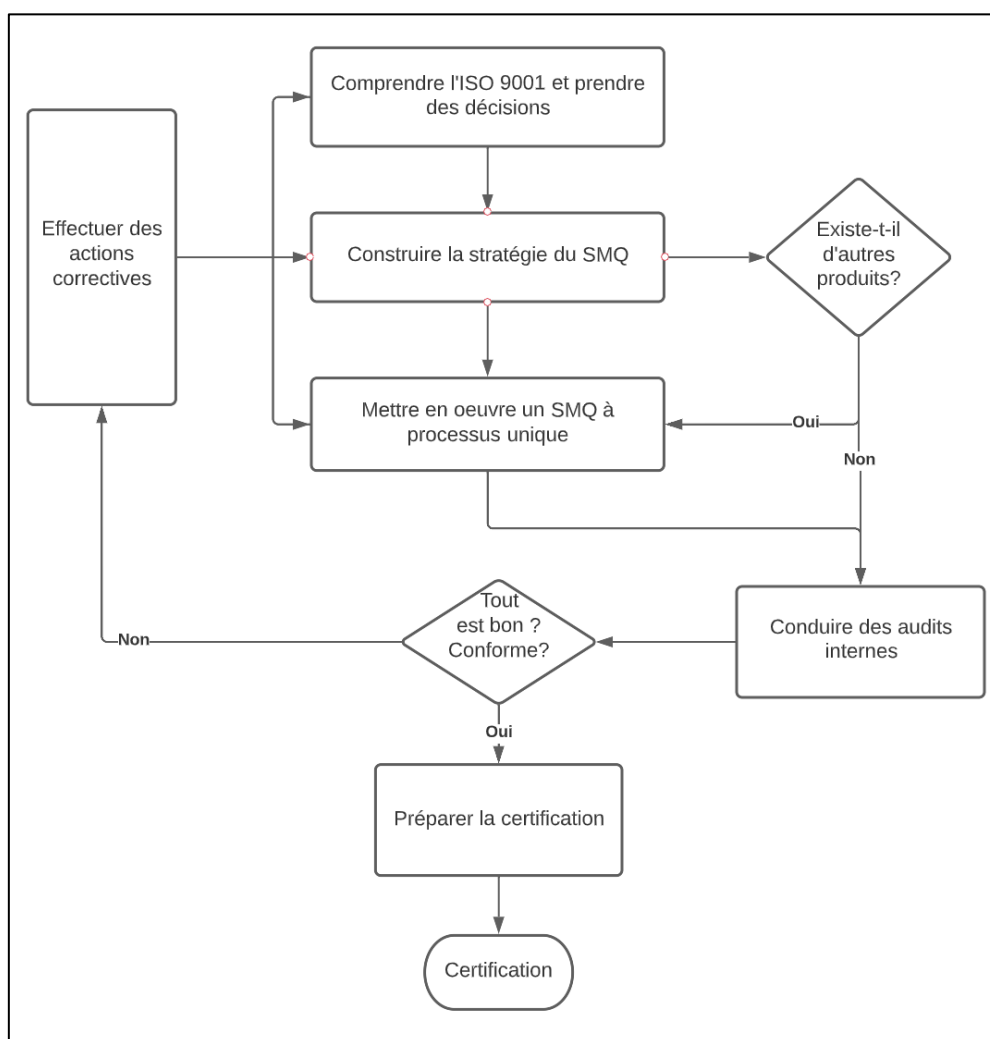 Comprendre l'ISO 9001 et prendre
des décisions
Effectuer des
actions
correctives
Construire la stratégie du SMQ
Existe-t-il
d'autres
produits?
Mettre en oeuvre un SMQ à
processus unique
Oui
Non
Conduire des audits
internes
Tout
est bon ?
Conforme?
Non
Oui
Préparer la certification
Certification